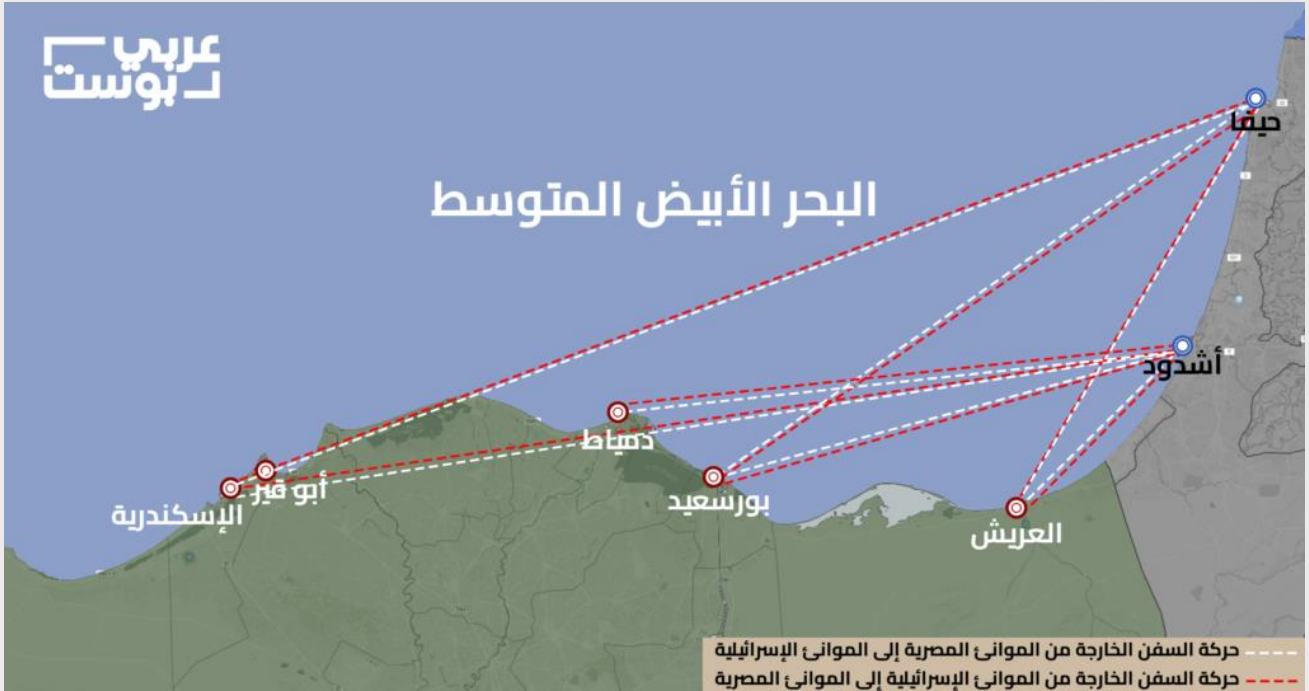 عربي
بوست
حيفا
البحر الأبيض المتوسط
أشدود
دمياط
أبو قير
بورسعيد
الإسكندرية
العريش
حركة السفن الخارجة من الموانئ المصرية إلى الموانئ الإسرائيلية
حركة السفن الخارجة من الموانئ الإسرائيلية إلى الموانئ المصرية